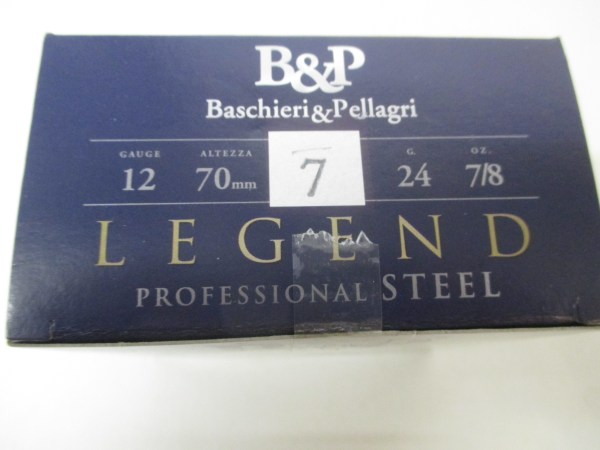 B&P
Baschieri&Pellagri
GAUGE ALTEZZA G. OZ.
12 70mm 7 24 7/8
LEGEND
PROFESSIONAL STEEL